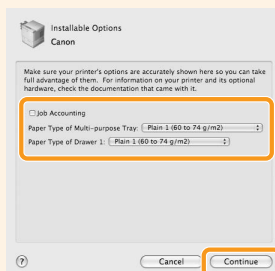 Installable Options
Canon
Make sure your printer's options are accurately shown here so you can take
full advantage of them. For information on your printer and its optional
hardware, check the documentation that came with it.
Job Accounting
Paper Type of Multi-purpose Tray: Plain 1 (60 to 74 g/m2)
Paper Type of Drawer 1: Plain 1 (60 to 74 g/m2)
? Cancel Continue